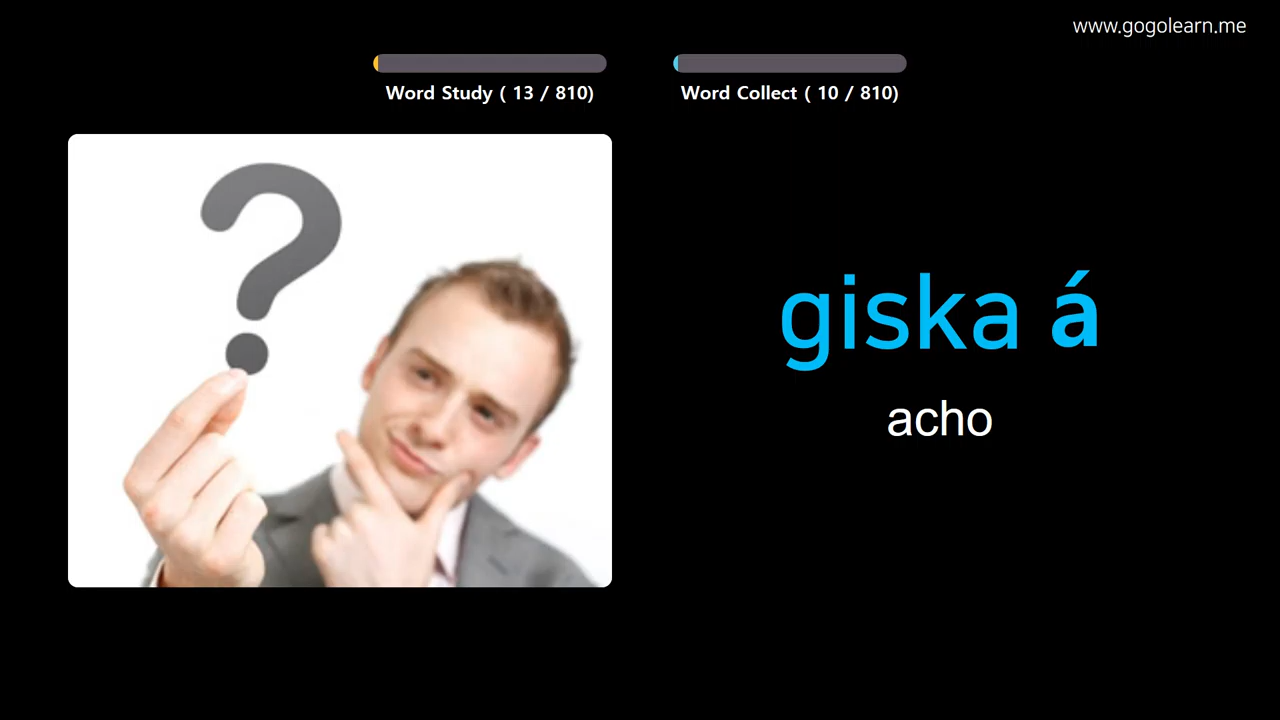 www.gogolearn.me
Word Study ( 13 / 810)
Word Collect ( 10 / 810)
?
giska á
acho